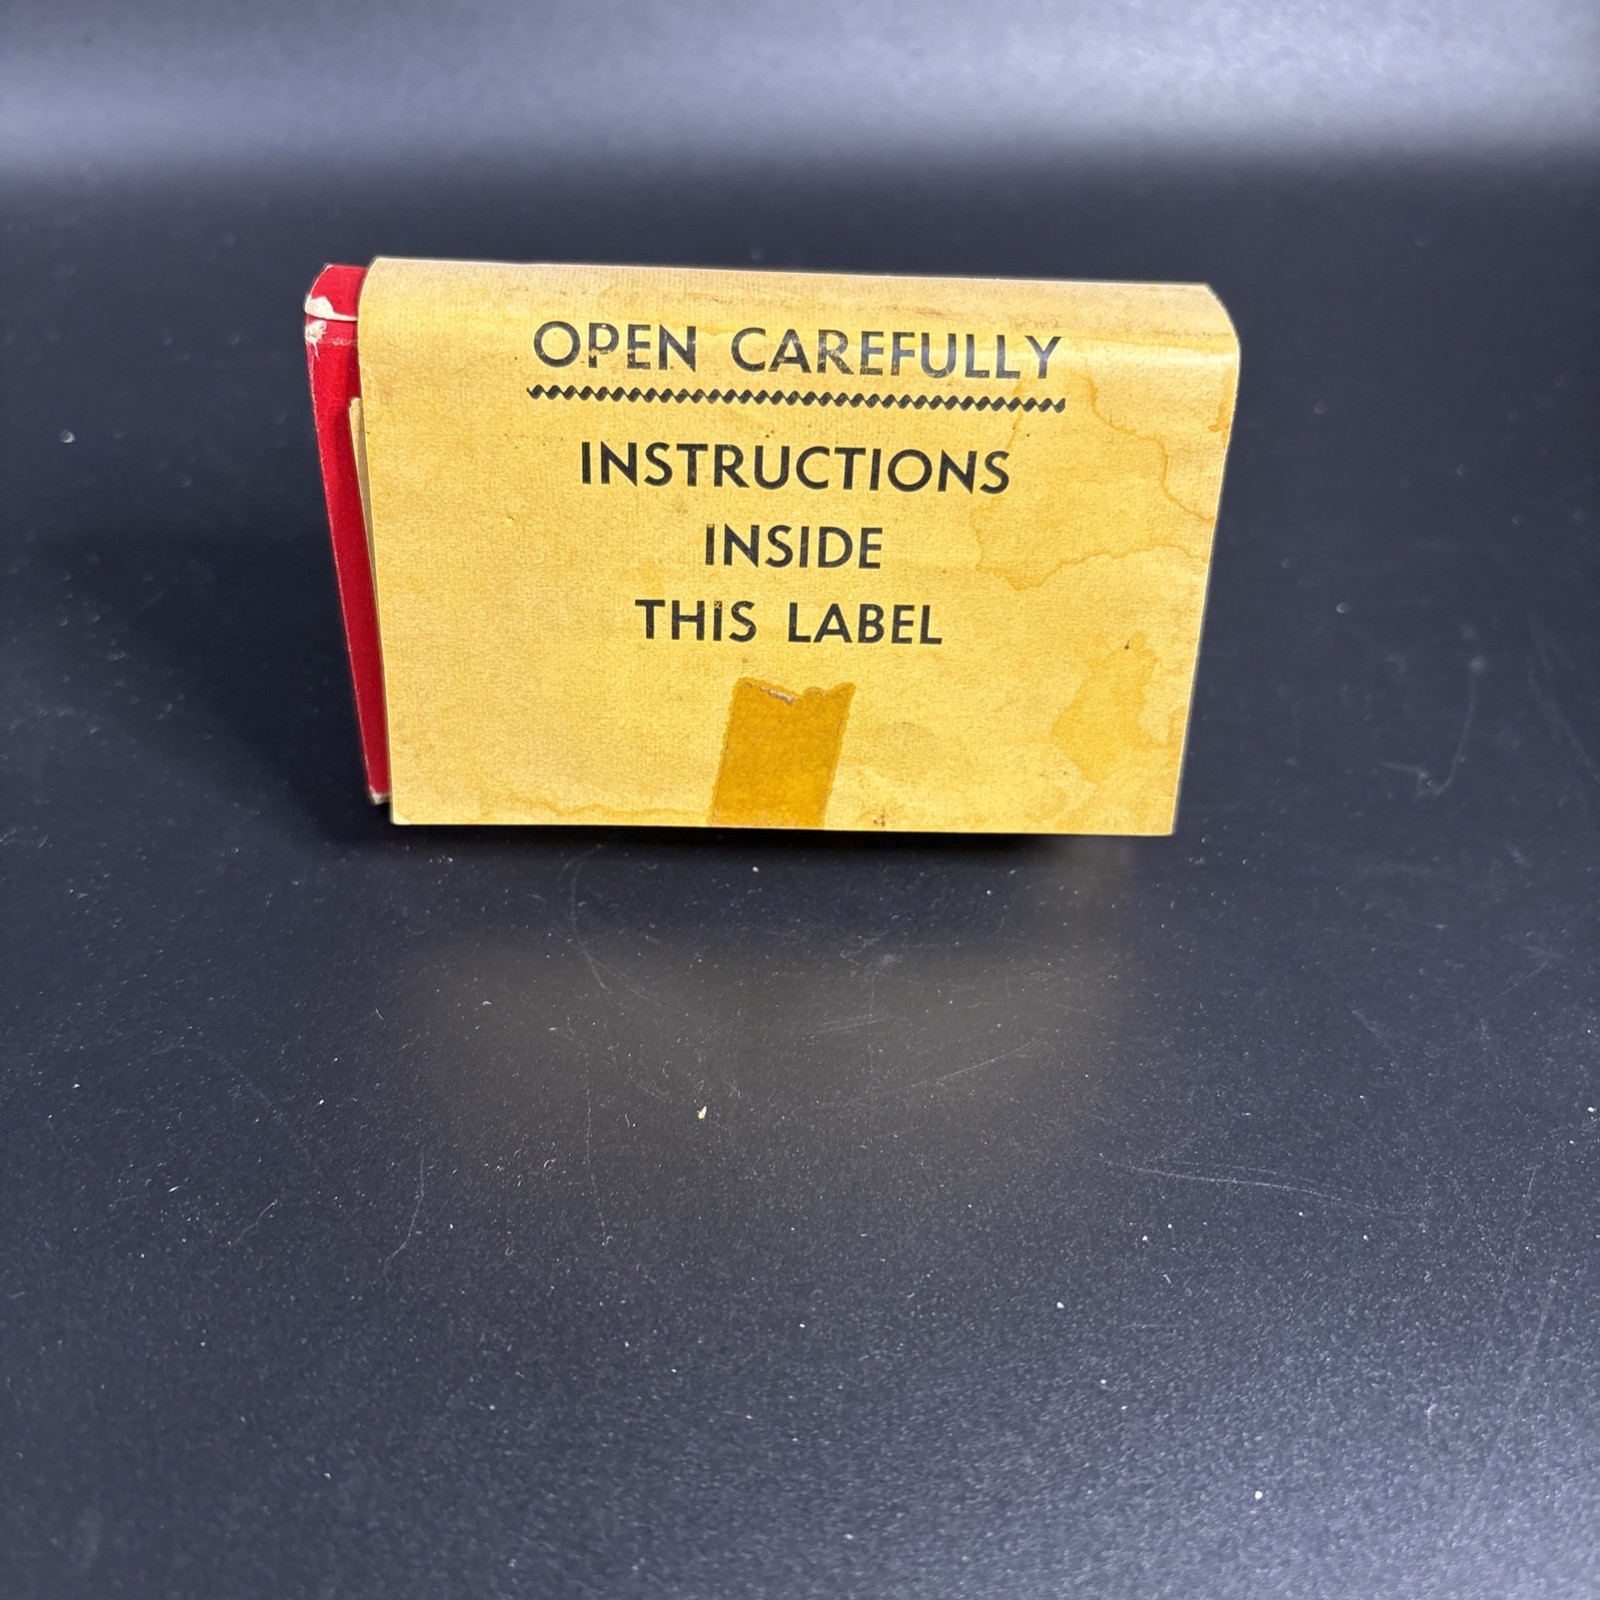 OPEN CAREFULLY
INSTRUCTIONS
INSIDE
THIS LABEL